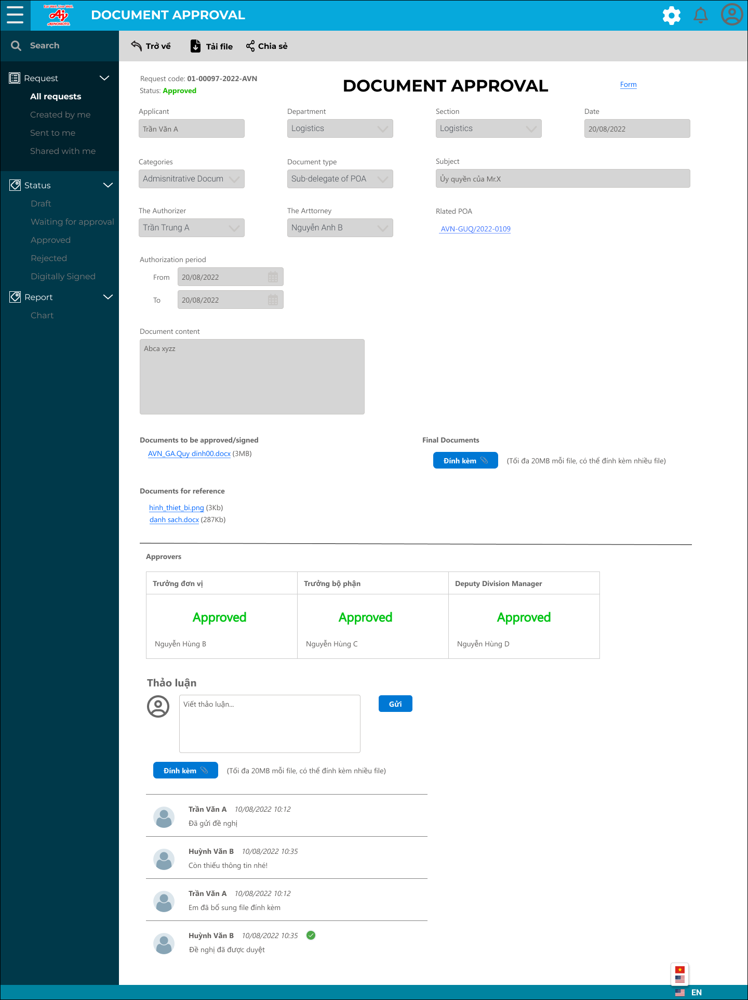 Eat Well, Live Well.
AJINOMOTO
DOCUMENT APPROVAL
Search
Trở về
Tải file
Chia sẻ
Request
All requests
Created by me
Sent to me
Shared with me
Status
Draft
Waiting for approval
Approved
Rejected
Digitally Signed
Report
Chart
Request code: 01-00097-2022-AVN
Status: Approved
DOCUMENT APPROVAL
Form
Applicant
Department
Section
Date
Trần Văn A
Logistics
Logistics
20/08/2022
Categories
Document type
Subject
Admisnitrative Docum
Sub-delegate of POA
Ủy quyền của Mr.X
The Authorizer
The Arttorney
Rlated POA
Trần Trung A
Nguyễn Anh B
AVN-GUQ/2022-0109
Authorization period
From
20/08/2022
To
20/08/2022
Document content
Abca xyzz
Documents to be approved/signed
AVN_GA.Quy dinh00.docx (3MB)
Final Documents
Đính kèm
(Tối đa 20MB mỗi file, có thể đính kèm nhiều file)
Documents for reference
hinh_thiet_bi.png (3Kb)
danh sach.docx (287Kb)
Approvers
Trưởng đơn vị
Trưởng bộ phận
Deputy Division Manager
Approved
Approved
Approved
Nguyễn Hùng B
Nguyễn Hùng C
Nguyễn Hùng D
Thảo luận
Viết thảo luận...
Gửi
Đính kèm
(Tối đa 20MB mỗi file, có thể đính kèm nhiều file)
Trần Văn A 10/08/2022 10:12
Đã gửi đề nghị
Huỳnh Văn B 10/08/2022 10:35
Còn thiếu thông tin nhé!
Trần Văn A 10/08/2022 10:12
Em đã bổ sung file đính kèm
Huỳnh Văn B 10/08/2022 10:35
Đề nghị đã được duyệt
EN